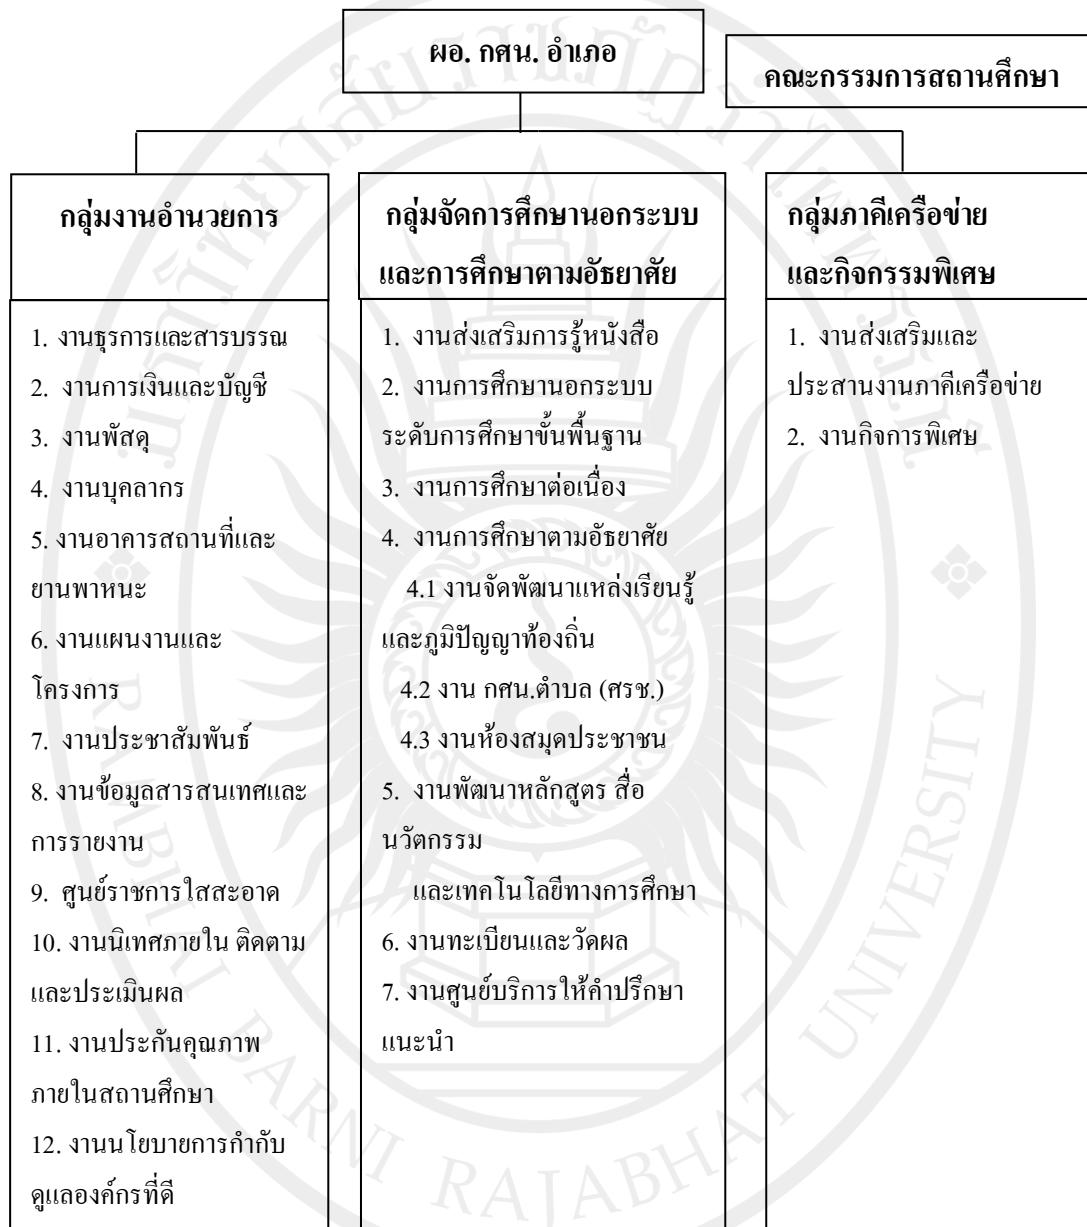 ผอ. กศน. อำเภอ
คณะกรรมการสถานศึกษา
กลุ่มงานอำนวยการ
1. งานธุรการและสารบรรณ
2. งานการเงินและบัญชี
3. งานพัสดุ
4. งานบุคลากร
5. งานอาคารสถานที่และ
ยานพาหนะ
6. งานแผนงานและ
โครงการ
7. งานประชาสัมพันธ์
8. งานข้อมูลสารสนเทศและ
การรายงาน
9. ศูนย์ราชการใสสะอาด
10. งานนิเทศภายใน ติดตาม
และประเมินผล
11. งานประกันคุณภาพ
ภายในสถานศึกษา
12. งานนโยบายการกำกับ
ดูแลองค์กรที่ดี
กลุ่มจัดการศึกษานอกระบบ
และการศึกษาตามอัธยาศัย
1. งานส่งเสริมการรู้หนังสือ
2. งานการศึกษานอกระบบ
ระดับการศึกษาขั้นพื้นฐาน
3. งานการศึกษาต่อเนื่อง
4. งานการศึกษาตามอัธยาศัย
4.1 งานจัดพัฒนาแหล่งเรียนรู้
และภูมิปัญญาท้องถิ่น
4.2 งาน กศน.ตำบล (ศรช.)
4.3 งานห้องสมุดประชาชน
5. งานพัฒนาหลักสูตร สื่อ
นวัตกรรม
และเทคโนโลยีทางการศึกษา
6. งานทะเบียนและวัดผล
7. งานศูนย์บริการให้คำปรึกษา
แนะนำ
กลุ่มภาคีเครือข่าย
และกิจกรรมพิเศษ
1. งานส่งเสริมและ
ประสานงานภาคีเครือข่าย
2. งานกิจการพิเศษ
มหาวิทยาลัยราชภัฏรำไพพรรณี
RAMBHAI BARNI RAJABHAT UNIVERSITY